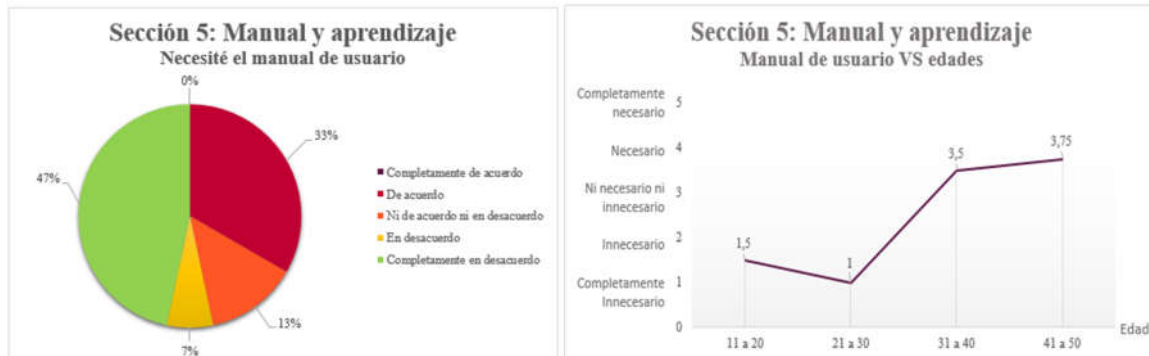 Sección 5: Manual y aprendizaje
Necesité el manual de usuario
0%
33%
47%
13%
7%
Completamente de acuerdo
De acuerdo
Ni de acuerdo ni en desacuerdo
En desacuerdo
Completamente en desacuerdo
Sección 5: Manual y aprendizaje
Manual de usuario VS edades
Completamente
necesario
Necesario
Ni necesario ni
innecesario
Innecesario
Completamente
Innecesario
5
4
3
2
1
0
1,5
1
3,5
3,75
11 a 20
21 a 30
31 a 40
41 a 50
Edad